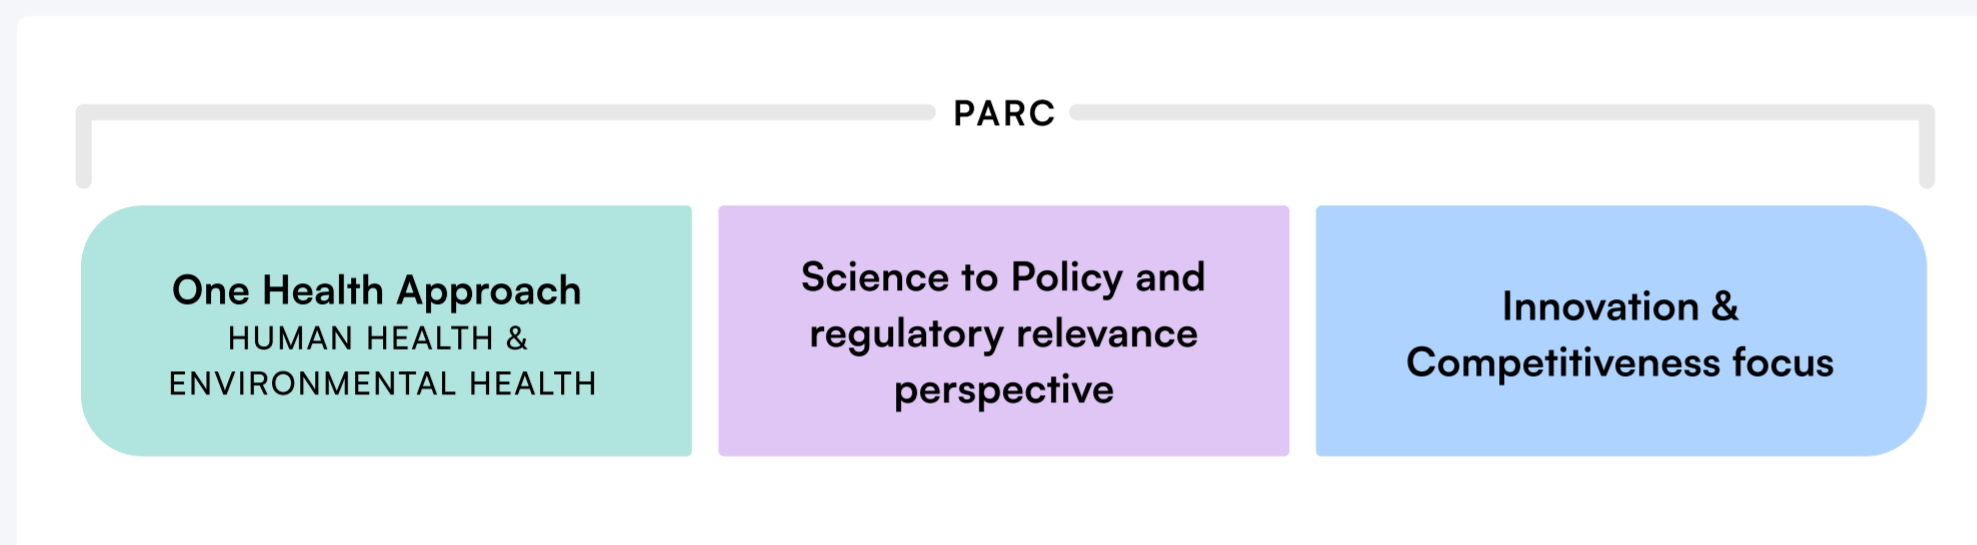 PARC
One Health Approach
HUMAN HEALTH &
ENVIRONMENTAL HEALTH
Science to Policy and
regulatory relevance
perspective
Innovation &
Competitiveness focus